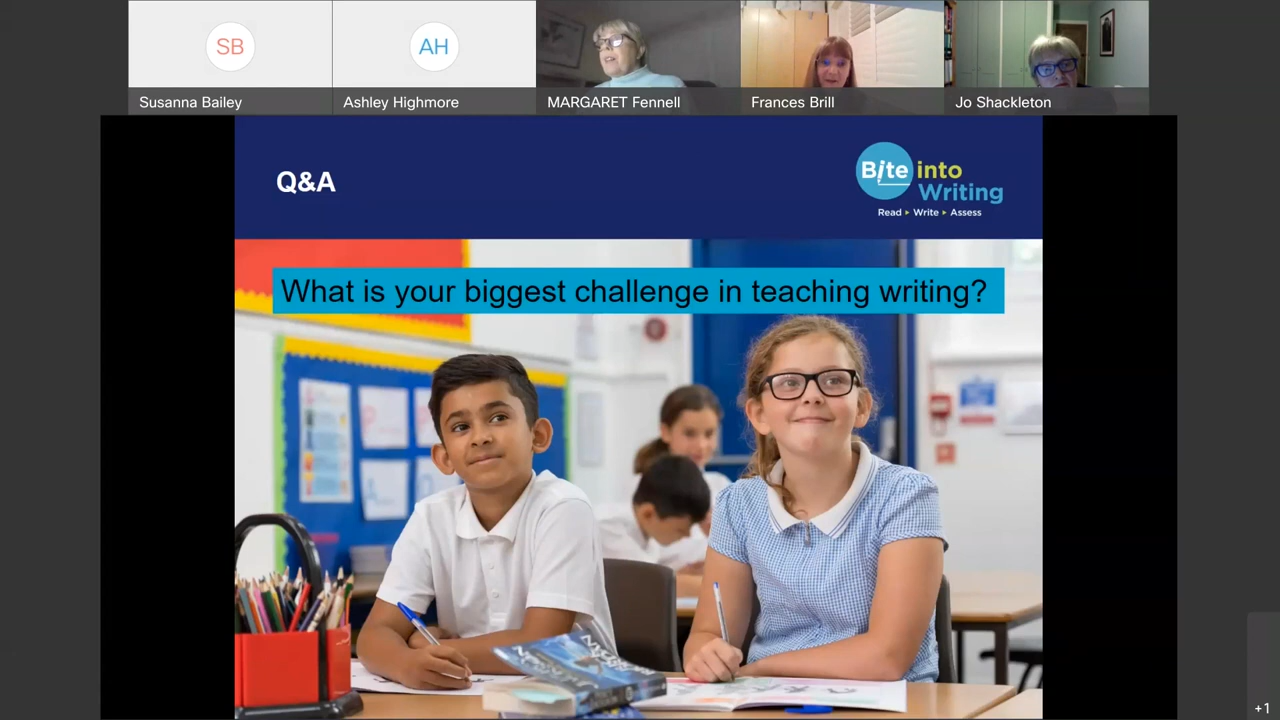 SB
AH
Susanna Bailey
Ashley Highmore
MARGARET Fennell
Frances Brill
Jo Shackleton
Q&A
Bite into
Writing
Read ▸ Write ▸ Assess
What is your biggest challenge in teaching writing?
+1